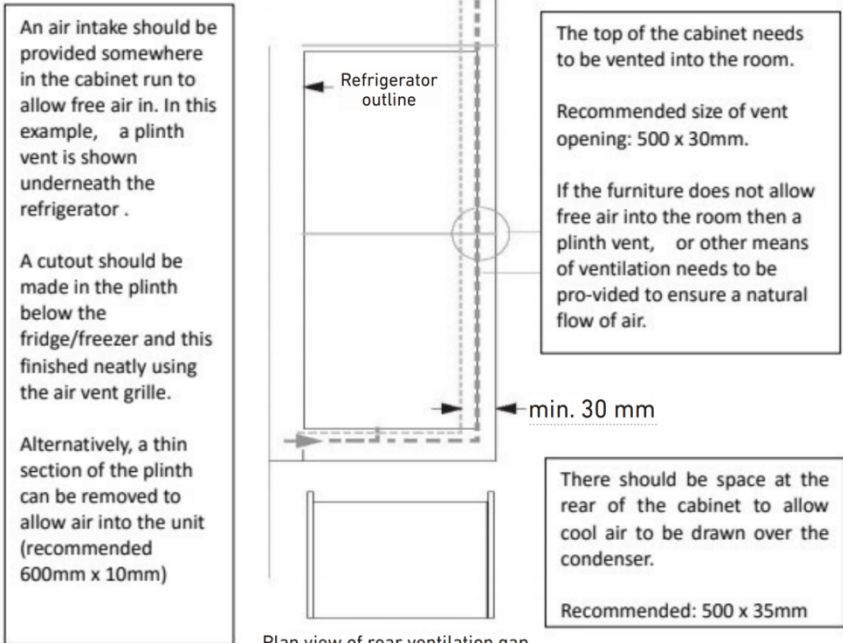 An air intake should be
provided somewhere
in the cabinet run to
allow free air in. In this
example, a plinth
vent is shown
underneath the
refrigerator .
A cutout should be
made in the plinth
below the
fridge/freezer and this
finished neatly using
the air vent grille.
Alternatively, a thin
section of the plinth
can be removed to
allow air into the unit
(recommended
600mm x 10mm)
Refrigerator
outline
min. 30 mm
Plan view of rear ventilation gap
The top of the cabinet needs
to be vented into the room.
Recommended size of vent
opening: 500 x 30mm.
If the furniture does not allow
free air into the room then a
plinth vent, or other means
of ventilation needs to be
pro-vided to ensure a natural
flow of air.
There should be space at the
rear of the cabinet to allow
cool air to be drawn over the
condenser.
Recommended: 500 x 35mm